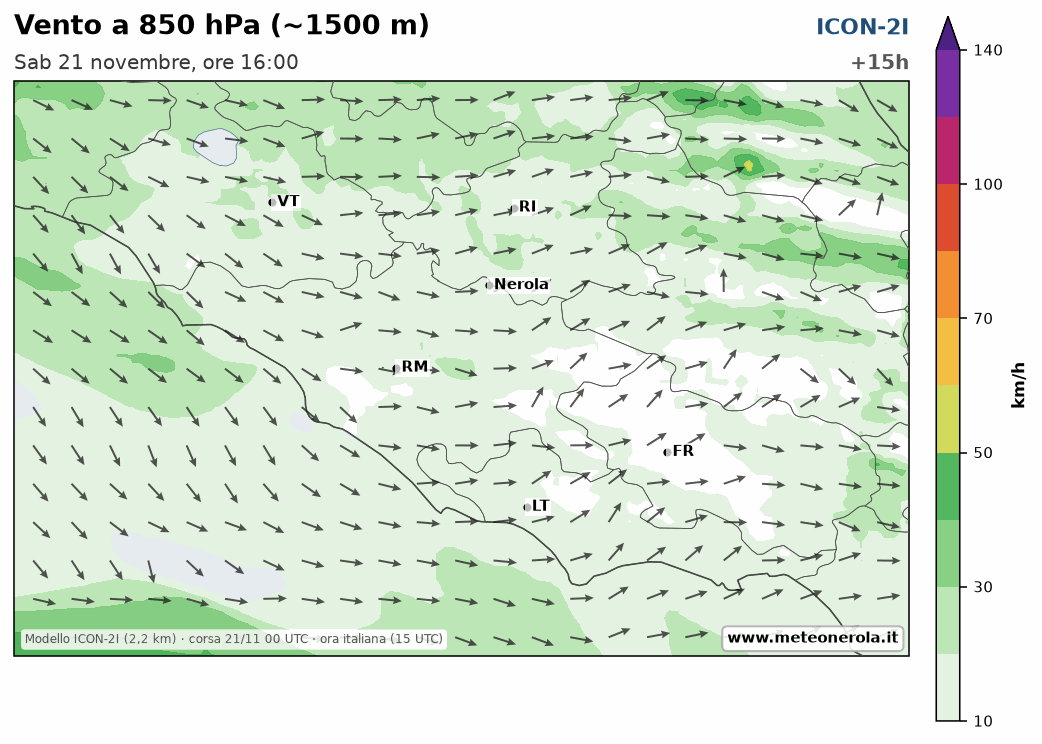 Vento a 850 hPa (~1500 m)
ICON-2I
Sab 21 novembre, ore 16:00
+15h
140
100
70
50
30
10
km/h
VT
RI
Nerola
RM
FR
LT
Modello ICON-2I (2,2 km) · corsa 21/11 00 UTC · ora italiana (15 UTC)
www.meteonerola.it